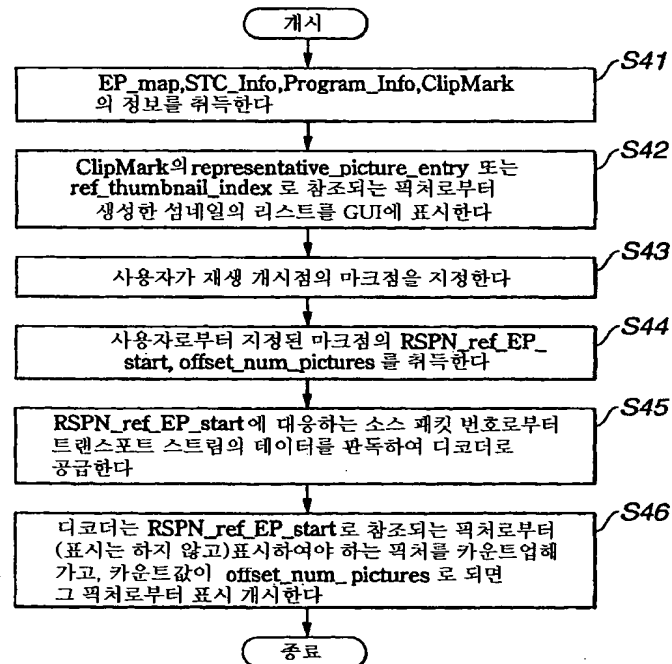 개시
S41
EP_map,STC_Info,Program_Info,ClipMark
의 정보를 취득한다
S42
ClipMark의 representative_picture_entry 또는
ref_thumbnail_index 로 참조되는 픽처로부터
생성한 섬네일의 리스트를 GUI에 표시한다
S43
사용자가 재생 개시점의 마크점을 지정한다
S44
사용자로부터 지정된 마크점의 RSPN_ref_EP_
start, offset_num_pictures 를 취득한다
S45
RSPN_ref_EP_start에 대응하는 소스 패킷 번호로부터
트랜스포트 스트림의 데이터를 판독하여 디코더로
공급한다
S46
디코더는 RSPN_ref_EP_start로 참조되는 픽처로부터
(표시는 하지 않고)표시하여야 하는 픽처를 카운트업해
가고, 카운트값이 offset_num_ pictures 로 되면
그 픽처로부터 표시 개시한다
종료